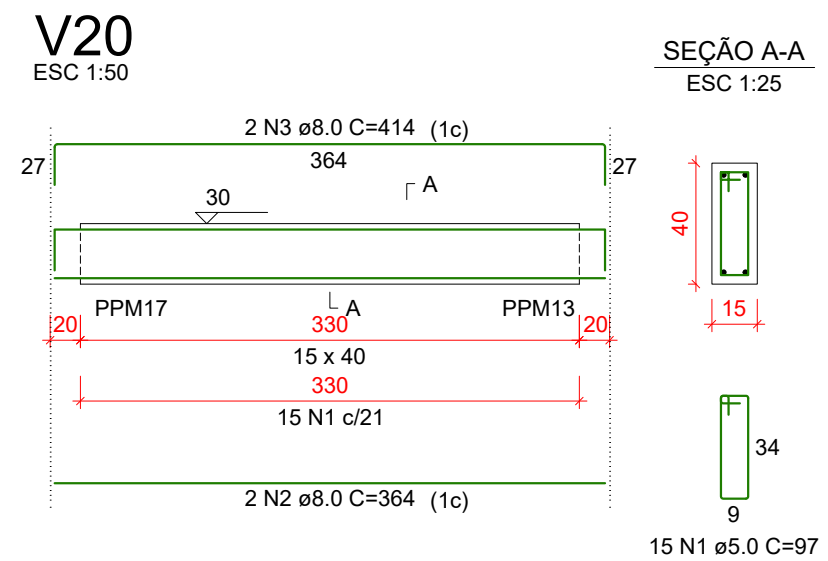 V20
ESC 1:50
SEÇÃO A-A
ESC 1:25
2 N3 ø8.0 C=414 (1c)
27
364
27
A
30
40
PPM17
A
PPM13
15
20
330
20
15 x 40
330
15 N1 c/21
34
2 N2 ø8.0 C=364 (1c)
9
15 N1 ø5.0 C=97